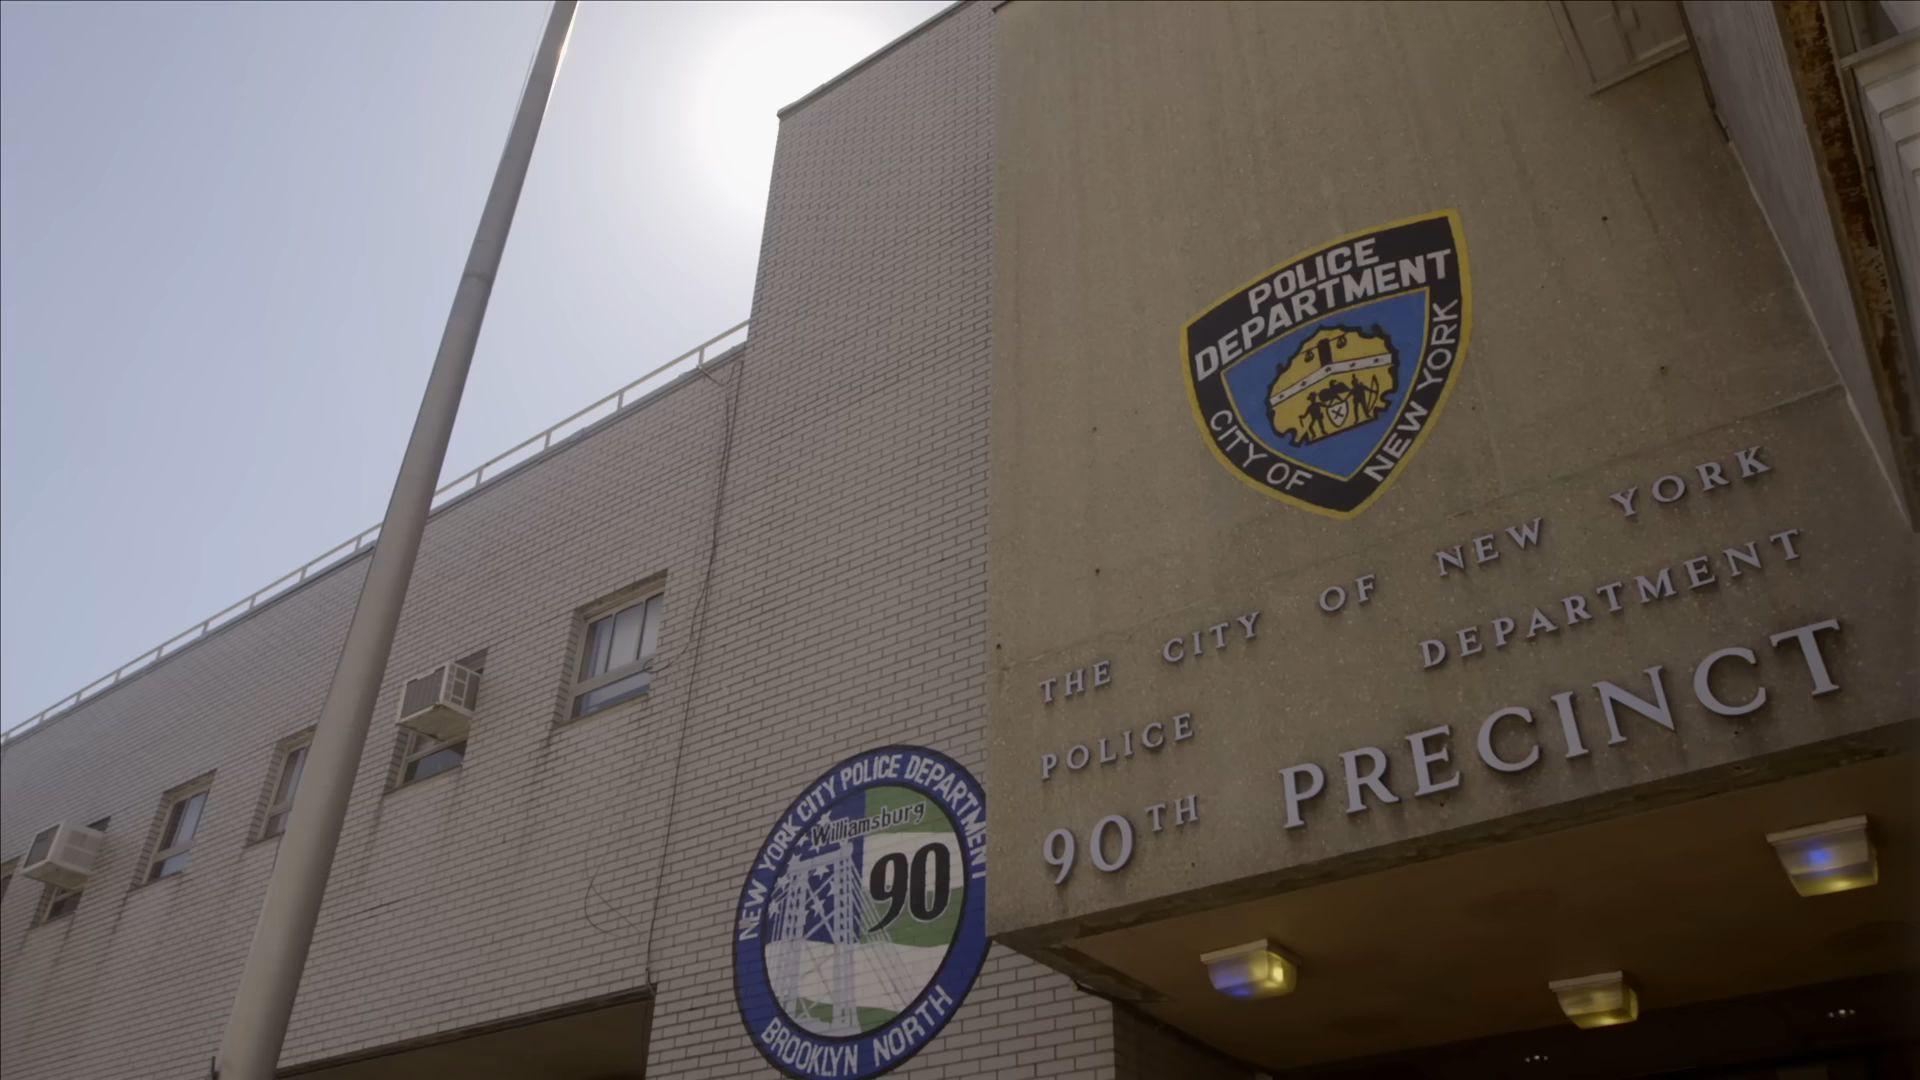 POLICE
DEPARTMENT
CITY OF NEW YORK
THE CITY OF NEW YORK
POLICE DEPARTMENT
90TH PRECINCT
NEW YORK CITY POLICE DEPARTMENT
Williamsburg
90
BROOKLYN NORTH